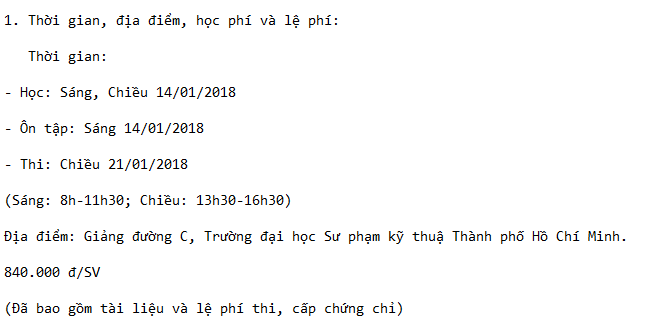 1. Thời gian, địa điểm, học phí và lệ phí:
Thời gian:
- Học: Sáng, Chiều 14/01/2018
- Ôn tập: Sáng 14/01/2018
- Thi: Chiều 21/01/2018
(Sáng: 8h-11h30; Chiều: 13h30-16h30)
Địa điểm: Giảng đường C, Trường đại học Sư phạm kỹ thuậ Thành phố Hồ Chí Minh.
840.000 đ/SV
(Đã bao gồm tài liệu và lệ phí thi, cấp chứng chỉ)